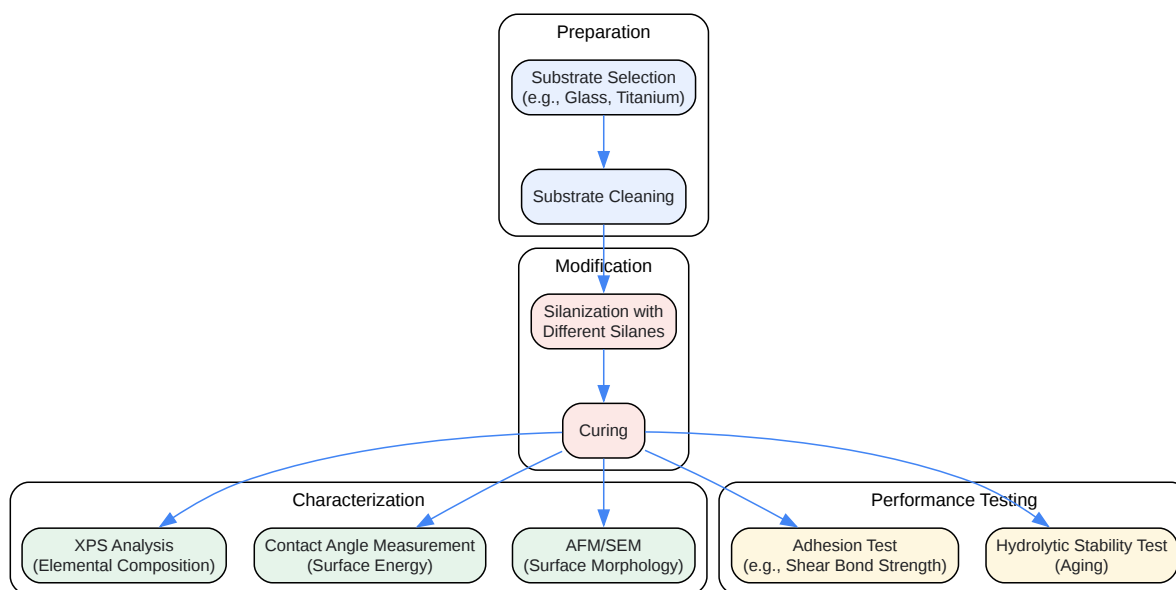 Preparation
Substrate Selection
(e.g., Glass, Titanium)
Substrate Cleaning
Modification
Silanization with
Different Silanes
Curing
Characterization
XPS Analysis
(Elemental Composition)
Contact Angle Measurement
(Surface Energy)
AFM/SEM
(Surface Morphology)
Performance Testing
Adhesion Test
(e.g., Shear Bond Strength)
Hydrolytic Stability Test
(Aging)